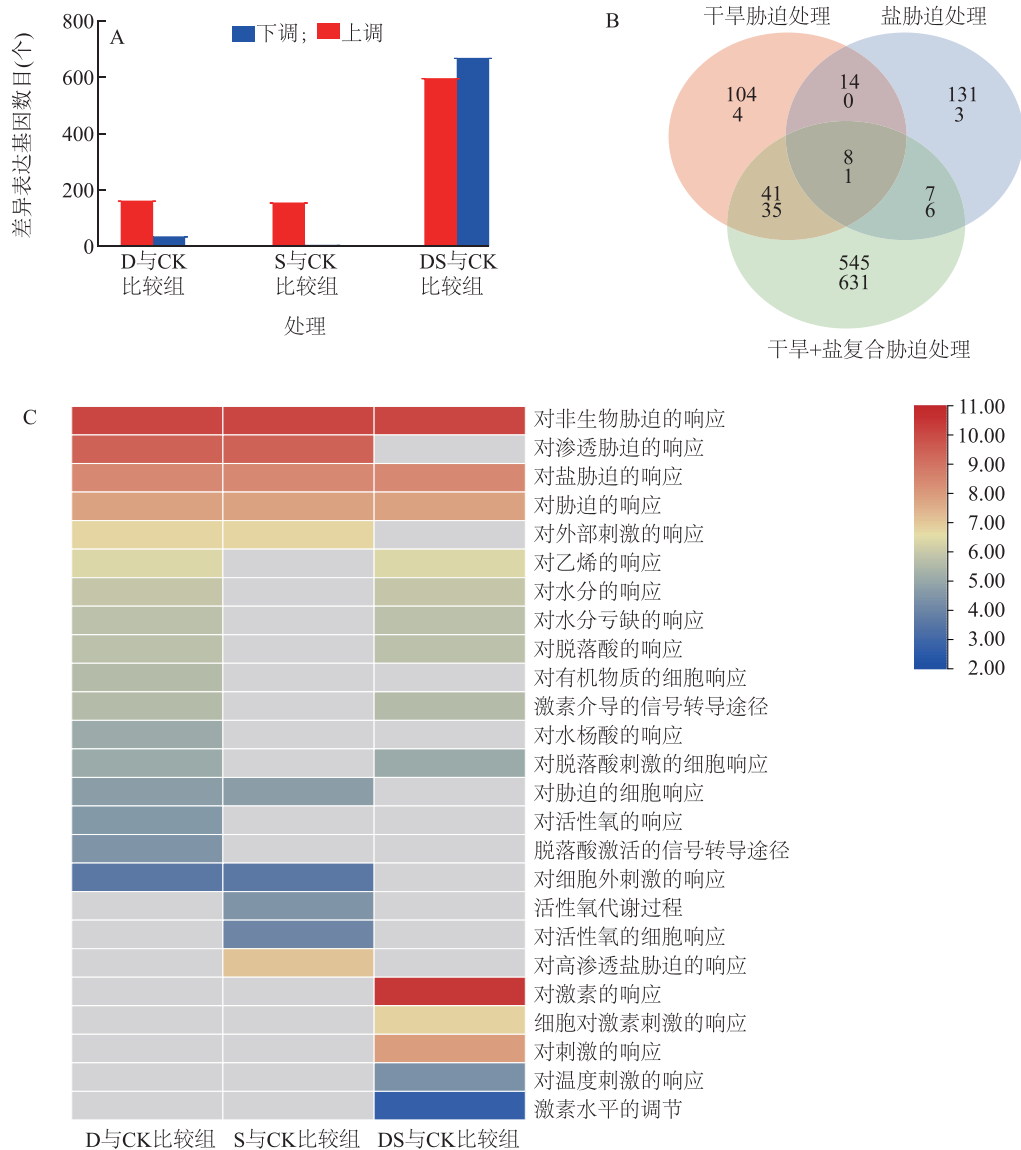 A
下调；上调
差异表达基因数目(个)
800
600
400
200
0
D与CK
比较组
S与CK
比较组
DS与CK
比较组
处理
B
干旱胁迫处理
盐胁迫处理
104
4
14
0
131
3
8
1
41
35
7
6
545
631
干旱+盐复合胁迫处理
C
对非生物胁迫的响应
对渗透胁迫的响应
对盐胁迫的响应
对胁迫的响应
对外部刺激的响应
对乙烯的响应
对水分的响应
对水分亏缺的响应
对脱落酸的响应
对有机物质的细胞响应
激素介导的信号转导途径
对水杨酸的响应
对脱落酸刺激的细胞响应
对胁迫的细胞响应
对活性氧的响应
脱落酸激活的信号转导途径
对细胞外刺激的响应
活性氧代谢过程
对活性氧的细胞响应
对高渗透盐胁迫的响应
对激素的响应
细胞对激素刺激的响应
对刺激的响应
对温度刺激的响应
激素水平的调节
D与CK比较组
S与CK比较组
DS与CK比较组
11.00
10.00
9.00
8.00
7.00
6.00
5.00
4.00
3.00
2.00